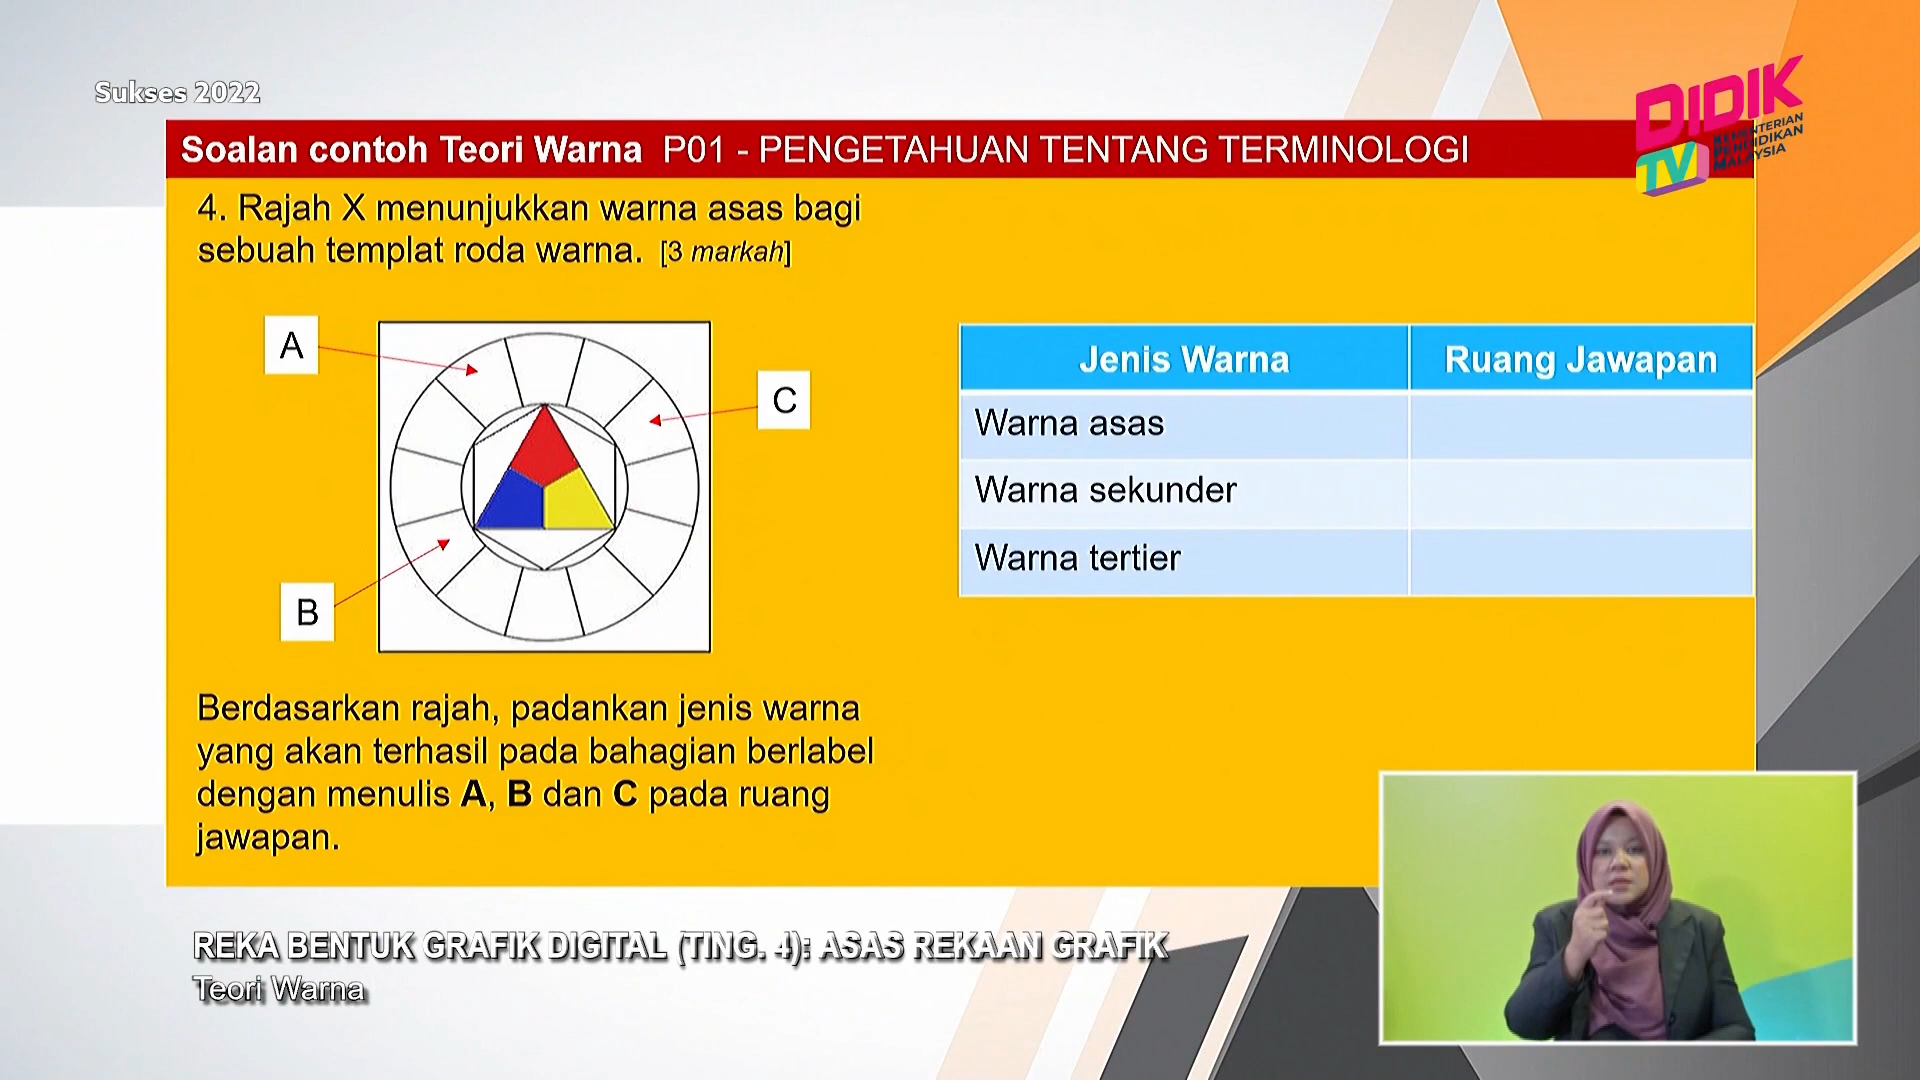 Sukses 2022
DIDIK
TV
KEMENTERIAN
PENDIDIKAN
MALAYSIA
Soalan contoh Teori Warna P01 - PENGETAHUAN TENTANG TERMINOLOGI
4. Rajah X menunjukkan warna asas bagi
sebuah templat roda warna. [3 markah]
A
C
B
Jenis Warna Ruang Jawapan
Warna asas
Warna sekunder
Warna tertier
Berdasarkan rajah, padankan jenis warna
yang akan terhasil pada bahagian berlabel
dengan menulis A, B dan C pada ruang
jawapan.
REKA BENTUK GRAFIK DIGITAL (TING. 4): ASAS REKAAN GRAFIK
Teori Warna